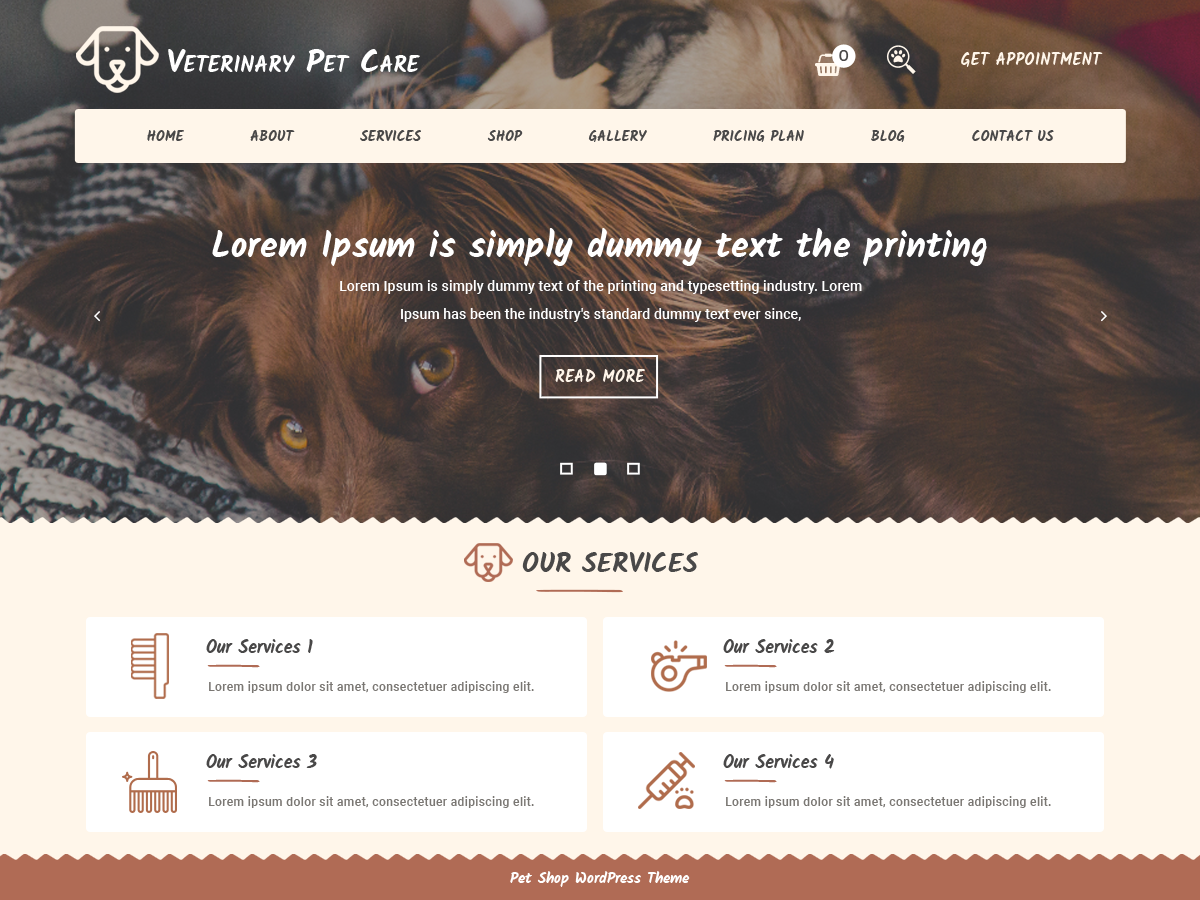 Veterinary Pet Care
0
GET APPOINTMENT
HOME ABOUT SERVICES SHOP GALLERY PRICING PLAN BLOG CONTACT US
Lorem Ipsum is simply dummy text the printing
Lorem Ipsum is simply dummy text of the printing and typesetting industry. Lorem
Ipsum has been the industry's standard dummy text ever since,
READ MORE
OUR SERVICES
Our Services 1
Lorem ipsum dolor sit amet, consectetuer adipiscing elit.
Our Services 2
Lorem ipsum dolor sit amet, consectetuer adipiscing elit.
Our Services 3
Lorem ipsum dolor sit amet, consectetuer adipiscing elit.
Our Services 4
Lorem ipsum dolor sit amet, consectetuer adipiscing elit.
Pet Shop WordPress Theme